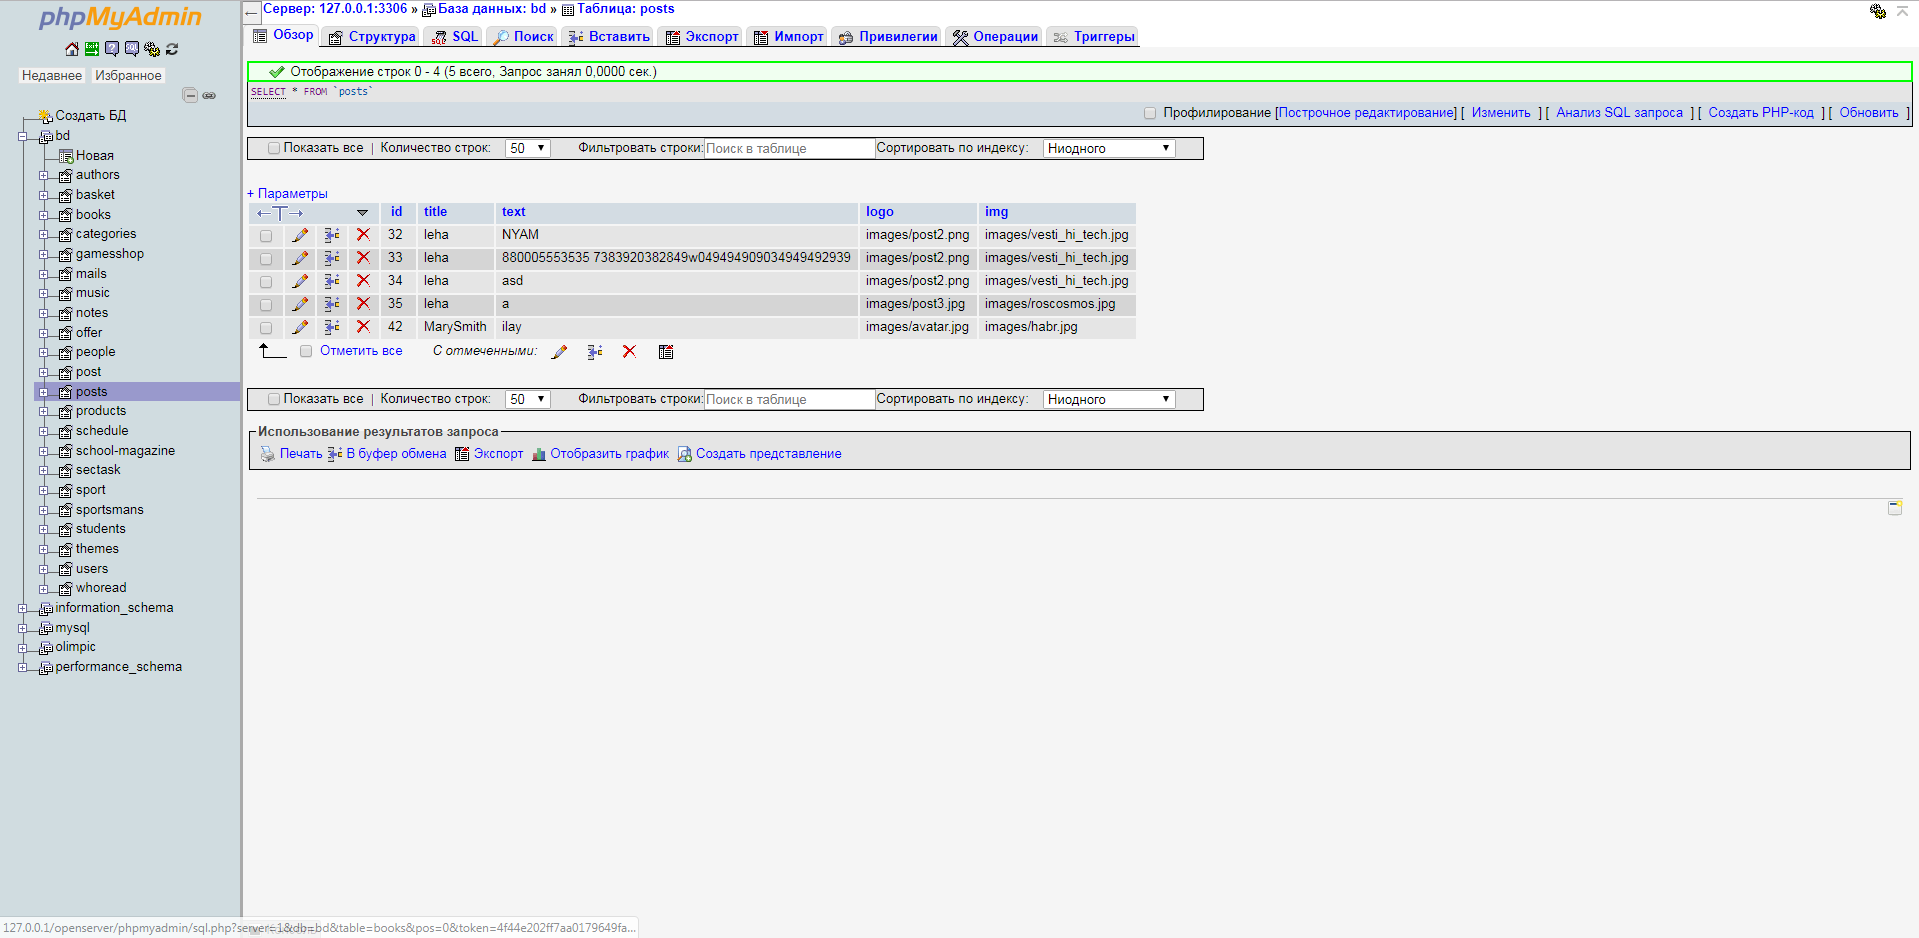 phpMyAdmin
Недавнее Избранное
Создать БД
bd
Новая
authors
basket
books
categories
gamesshop
mails
music
notes
offer
people
post
posts
products
schedule
school-magazine
sectask
sport
sportsmans
students
themes
users
whoread
information_schema
mysql
olimpic
performance_schema
Сервер: 127.0.0.1:3306 » База данных: bd » Таблица: posts
Обзор Структура SQL Поиск Вставить Экспорт Импорт Привилегии Операции Триггеры
Отображение строк 0 - 4 (5 всего, Запрос занял 0,0000 сек.)
SELECT * FROM `posts`
Профилирование [Построчное редактирование] [ Изменить ] [ Анализ SQL запроса ] [ Создать PHP-код ] [ Обновить ]
Показать все | Количество строк: 50 Фильтровать строки: Поиск в таблице Сортировать по индексу: Ниодного
+ Параметры
←T→ id title text logo img
32 leha NYAM images/post2.png images/vesti_hi_tech.jpg
33 leha 880005553535 7383920382849w049494909034949492939 images/post2.png images/vesti_hi_tech.jpg
34 leha asd images/post2.png images/vesti_hi_tech.jpg
35 leha a images/post3.jpg images/roscosmos.jpg
42 MarySmith ilay images/avatar.jpg images/habr.jpg
Отметить все С отмеченными:
Показать все | Количество строк: 50 Фильтровать строки: Поиск в таблице Сортировать по индексу: Ниодного
Использование результатов запроса
Печать В буфер обмена Экспорт Отобразить график Создать представление
127.0.0.1/openserver/phpmyadmin/sql.php?server=1&db=bd&table=books&pos=0&token=4f44e202ff7aa0179649fa...